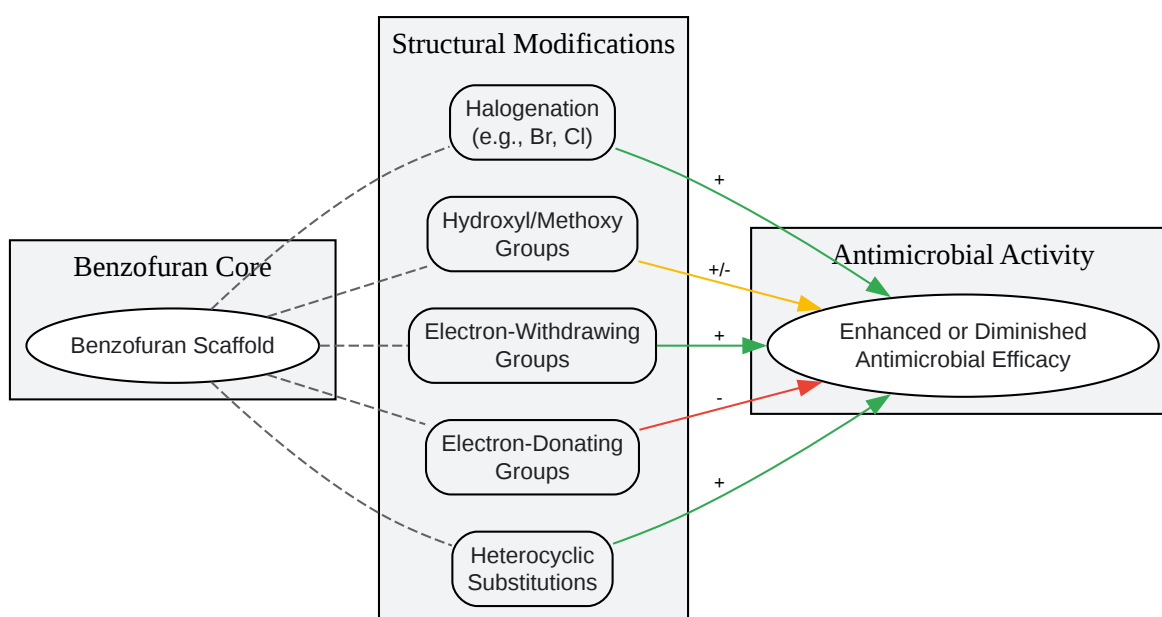 Structural Modifications
Halogenation
(e.g., Br, Cl)
+
Hydroxyl/Methoxy
Groups
+/-
Benzofuran Core
Antimicrobial Activity
Benzofuran Scaffold
Electron-Withdrawing
Groups
+
Enhanced or Diminished
Antimicrobial Efficacy
-
Electron-Donating
Groups
+
Heterocyclic
Substitutions